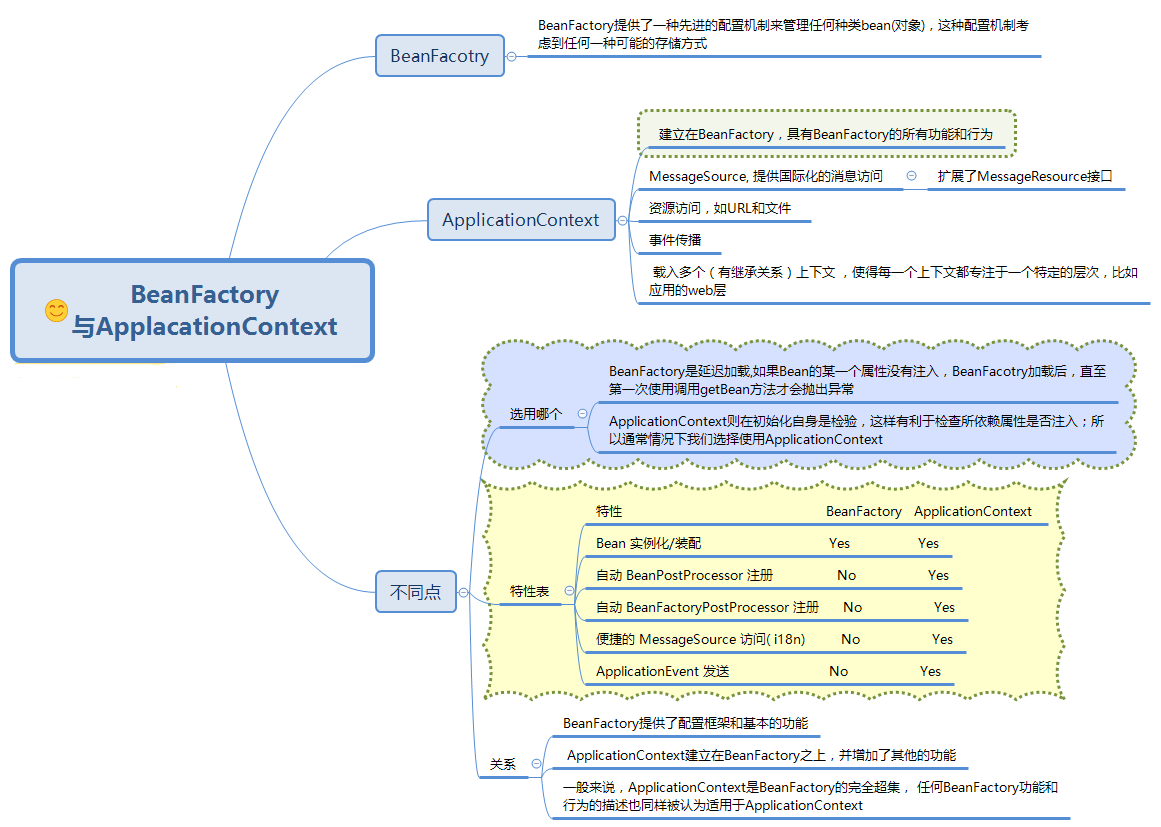 BeanFactory提供了一种先进的配置机制来管理任何种类bean(对象)，这种配置机制考
虑到任何一种可能的存储方式
BeanFacotry
建立在BeanFactory，具有BeanFactory的所有功能和行为
MessageSource, 提供国际化的消息访问 扩展了MessageResource接口
资源访问，如URL和文件
ApplicationContext
事件传播
载入多个（有继承关系）上下文 ，使得每一个上下文都专注于一个特定的层次，比如
应用的web层
BeanFactory
与ApplacationContext
BeanFactory是延迟加载,如果Bean的某一个属性没有注入，BeanFacotry加载后，直至
第一次使用调用getBean方法才会抛出异常
选用哪个
ApplicationContext则在初始化自身是检验，这样有利于检查所依赖属性是否注入；所
以通常情况下我们选择使用ApplicationContext
特性 BeanFactory ApplicationContext
Bean 实例化/装配 Yes Yes
自动 BeanPostProcessor 注册 No Yes
不同点
特性表
自动 BeanFactoryPostProcessor 注册 No Yes
便捷的 MessageSource 访问( i18n) No Yes
ApplicationEvent 发送 No Yes
BeanFactory提供了配置框架和基本的功能
关系
ApplicationContext建立在BeanFactory之上，并增加了其他的功能
一般来说，ApplicationContext是BeanFactory的完全超集， 任何BeanFactory功能和
行为的描述也同样被认为适用于ApplicationContext